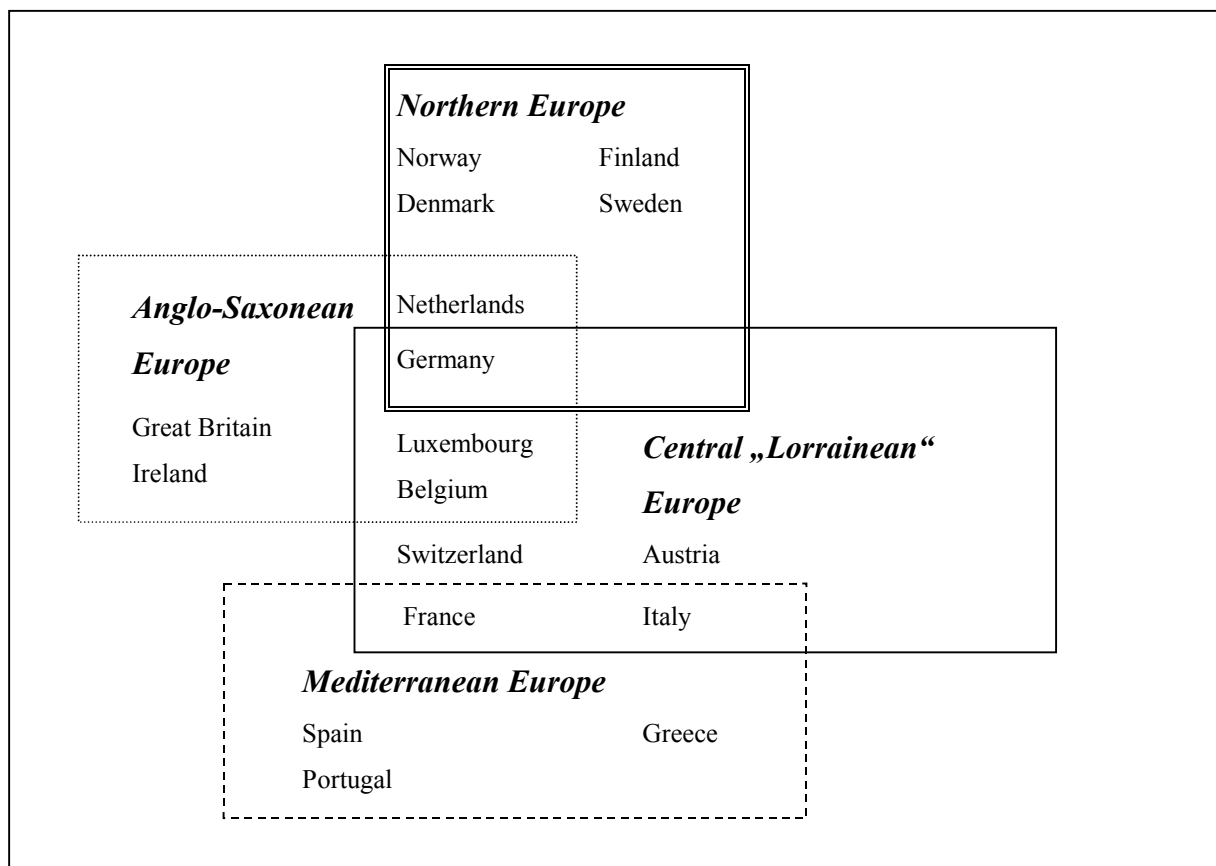 Northern Europe
Norway Finland
Denmark Sweden
Anglo-Saxonean
Europe
Netherlands
Germany
Great Britain
Ireland
Luxembourg
Belgium
Central „Lorrainean“
Europe
Switzerland Austria
France Italy
Mediterranean Europe
Spain Greece
Portugal